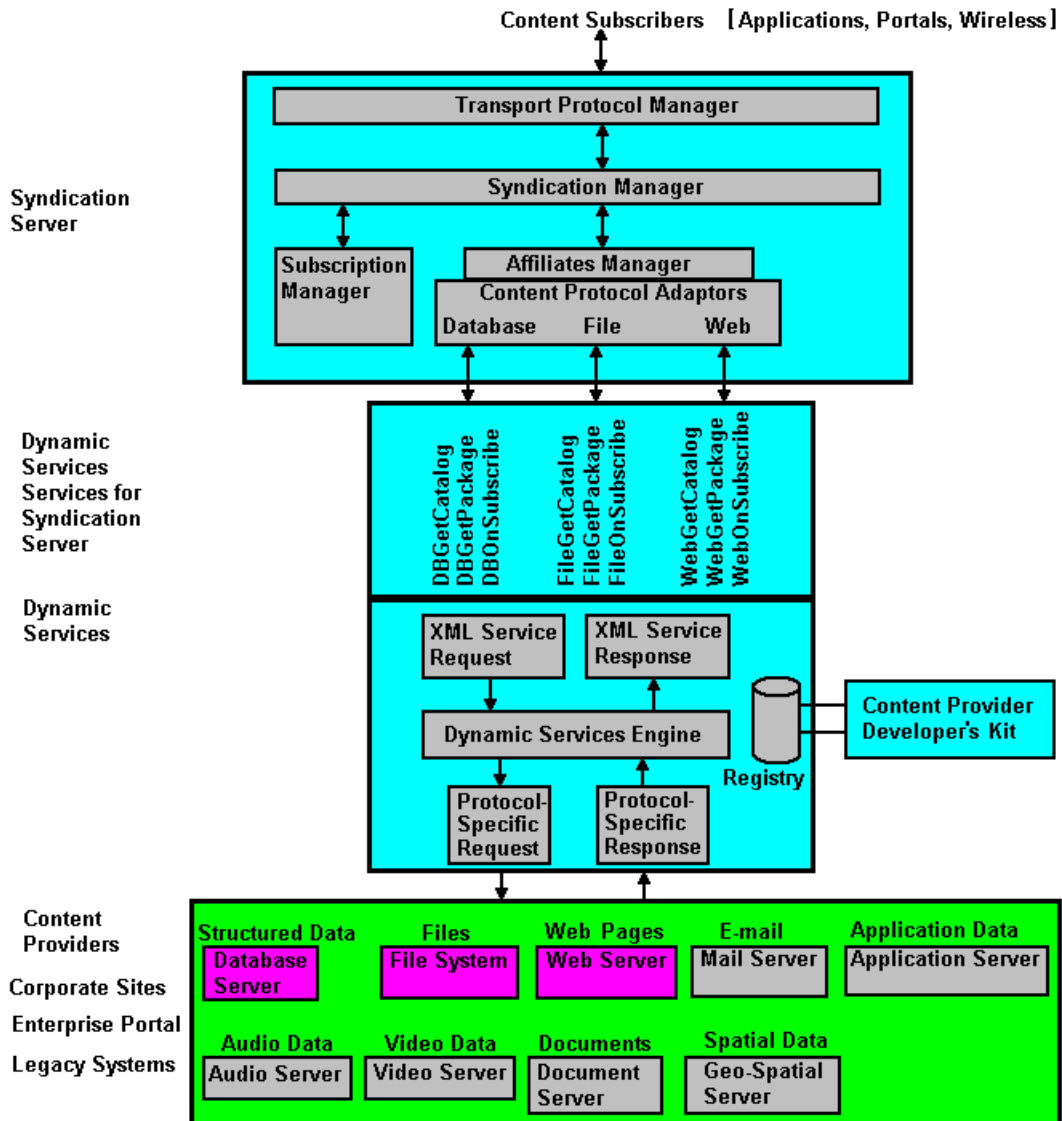 Content Subscribers [Applications, Portals, Wireless]
Transport Protocol Manager
Syndication Manager
Syndication
Server
Subscription
Manager
Affiliates Manager
Content Protocol Adaptors
Database File Web
Dynamic
Services
Services for
Syndication
Server
DBGetCatalog
DBGetPackage
DBOnSubscribe
FileGetCatalog
FileGetPackage
FileOnSubscribe
WebGetCatalog
WebGetPackage
WebOnSubscribe
Dynamic
Services
XML Service
Request
XML Service
Response
Dynamic Services Engine
Registry
Content Provider
Developer's Kit
Protocol-
Specific
Request
Protocol-
Specific
Response
Content
Providers
Corporate Sites
Enterprise Portal
Legacy Systems
Structured Data
Database
Server
Files
File System
Web Pages
Web Server
E-mail
Mail Server
Application Data
Application Server
Audio Data
Audio Server
Video Data
Video Server
Documents
Document
Server
Spatial Data
Geo-Spatial
Server